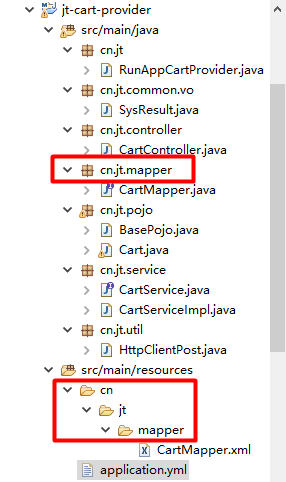 jt-cart-provider
src/main/java
cn.jt
RunAppCartProvider.java
cn.jt.common.vo
SysResult.java
cn.jt.controller
CartController.java
cn.jt.mapper
CartMapper.java
cn.jt.pojo
BasePojo.java
Cart.java
cn.jt.service
CartService.java
CartServiceImpl.java
cn.jt.util
HttpClientPost.java
src/main/resources
cn
jt
mapper
CartMapper.xml
application.yml